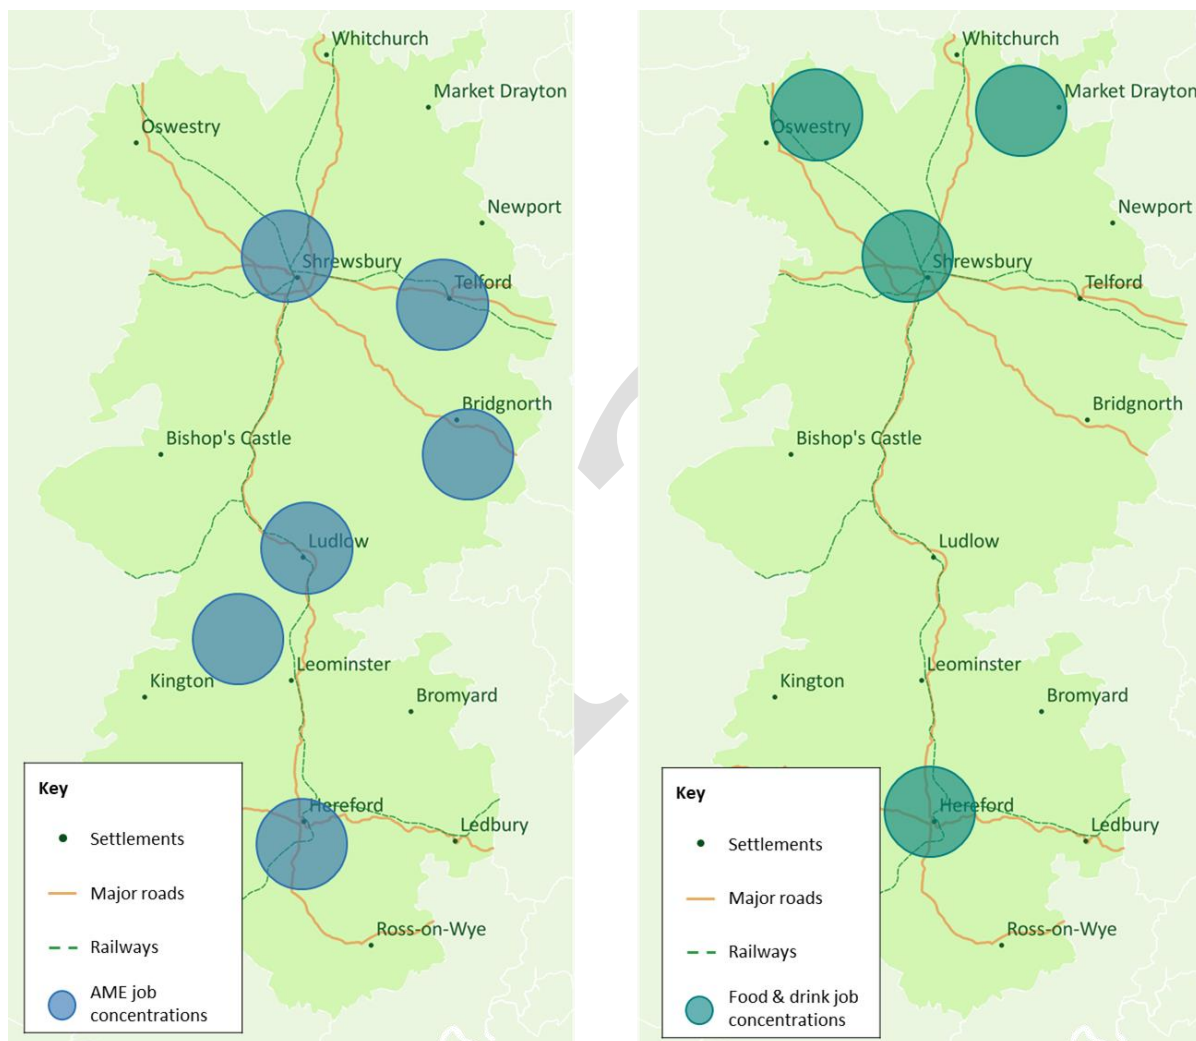 Whitchurch
Market Drayton
Oswestry
Newport
Shrewsbury
Telford
Bridgnorth
Bishop's Castle
Ludlow
Leominster
Kington
Bromyard
Hereford
Ledbury
Ross-on-Wye
Key
Settlements
Major roads
Railways
AME job
concentrations
Whitchurch
Market Drayton
Oswestry
Newport
Shrewsbury
Telford
Bridgnorth
Bishop's Castle
Ludlow
Leominster
Kington
Bromyard
Hereford
Ledbury
Ross-on-Wye
Key
Settlements
Major roads
Railways
Food & drink job
concentrations